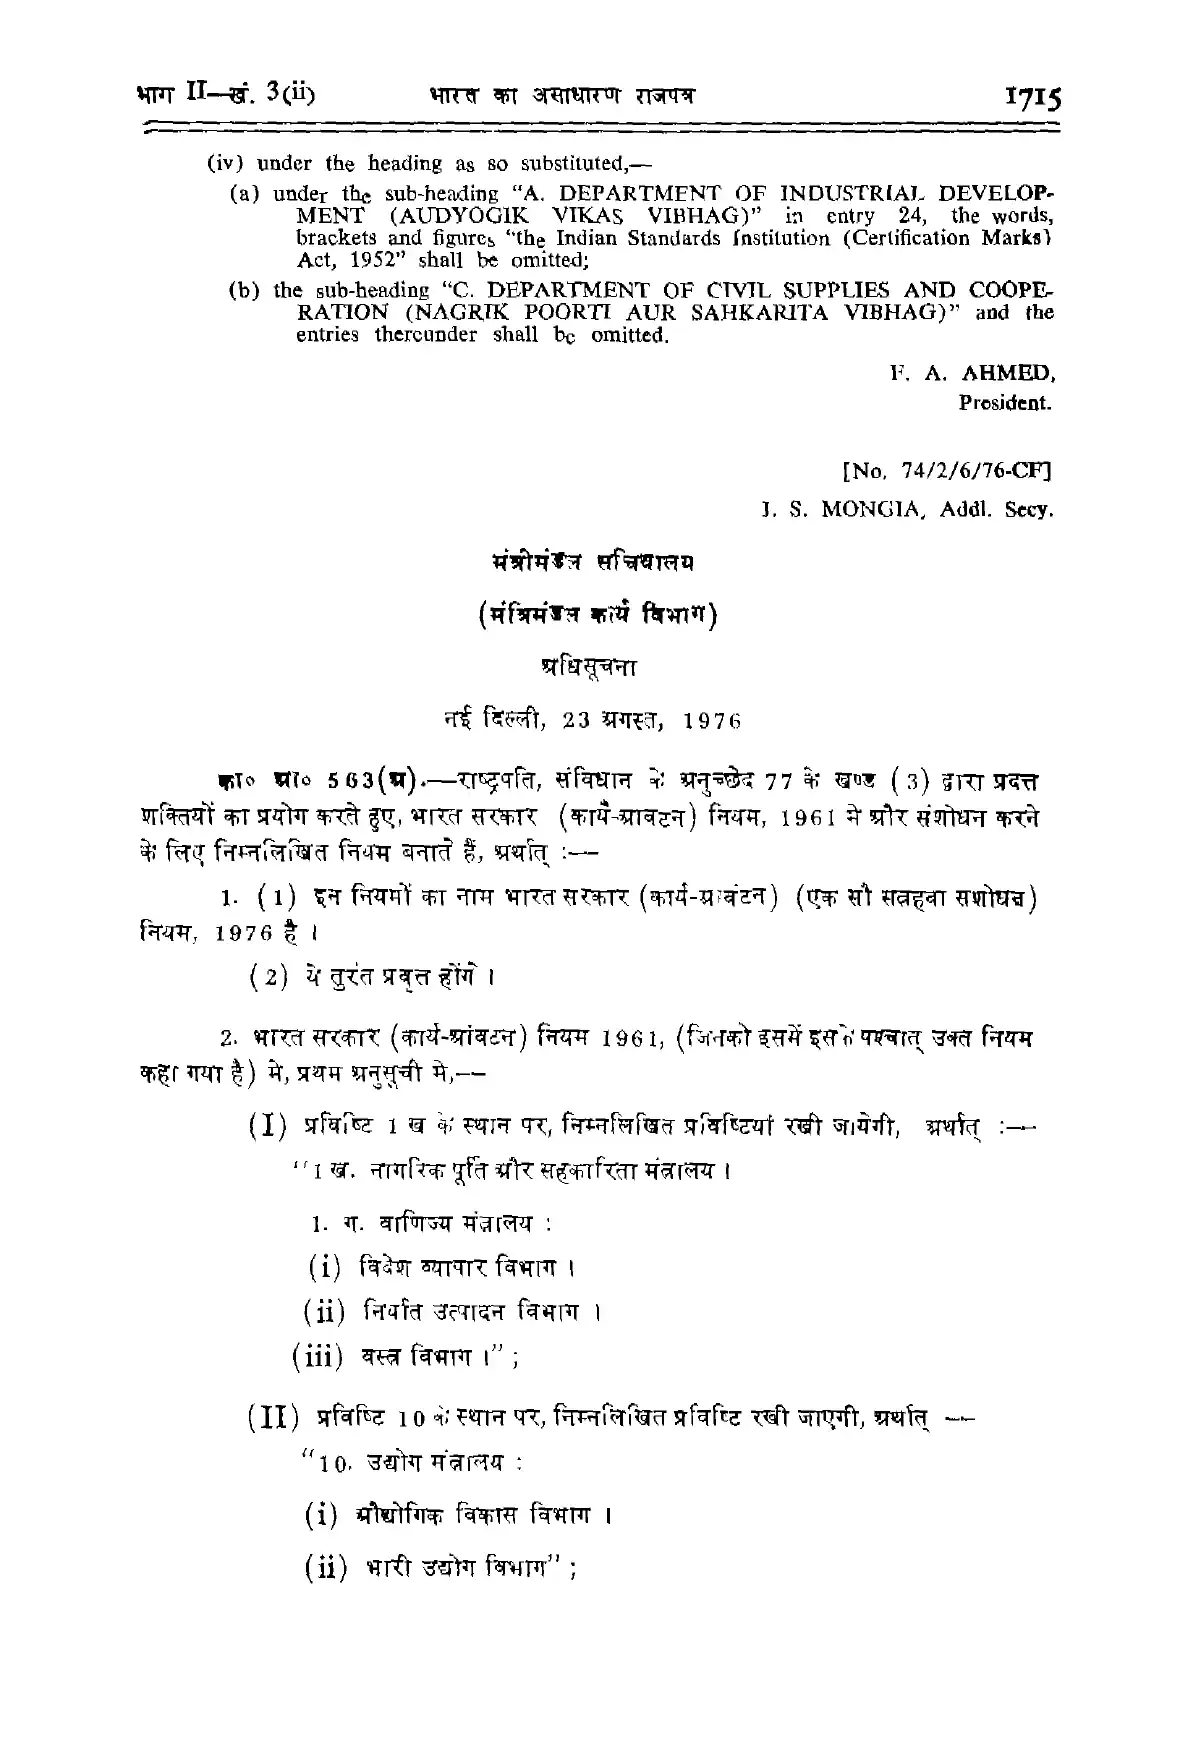 भाग II—खं. 3(ii) भारत का असाधारण राजपत्र 1715
(iv) under the heading as so substituted,—
(a) under the sub-heading "A. DEPARTMENT OF INDUSTRIAL DEVELOP-
MENT (AUDYOGIK VIKAS VIBHAG)" in entry 24, the words,
brackets and figures "the Indian Standards Institution (Certification Marks)
Act, 1952" shall be omitted;
(b) the sub-heading "C. DEPARTMENT OF CIVIL SUPPLIES AND COOPE-
RATION (NAGRIK POORTI AUR SAHKARITA VIBHAG)" and the
entries thereunder shall be omitted.
F. A. AHMED,
President.
[No. 74/2/6/76-CF]
I. S. MONGIA, Addl. Secy.
मंत्रीमंडल सचिवालय
(मंत्रिमंडल कार्य विभाग)
अधिसूचना
नई दिल्ली, 23 अगस्त, 1976
का० आ० 563(अ).—राष्ट्रपति, संविधान के अनुच्छेद 77 के खण्ड (3) द्वारा प्रदत्त
शक्तियों का प्रयोग करते हुए, भारत सरकार (कार्य-आवटन) नियम, 1961 मे और संशोधन करने
के लिए निम्नलिखित नियम बनाते हैं, अर्थात् :—
1. (1) इन नियमों का नाम भारत सरकार (कार्य-आवंटन) (एक सौ सत्रहवा संशोधन)
नियम, 1976 है ।
(2) ये तुरंत प्रवृत्त होंगे ।
2. भारत सरकार (कार्य-आंवटन) नियम 1961, (जिनको इसमें इसके पश्चात् उक्त नियम
कहा गया है) मे, प्रथम अनुसूची मे,—
(I) प्रविष्टि 1 ख के स्थान पर, निम्नलिखित प्रविष्टियां रखी जायेगी, अर्थात् :—
"1 ख. नागरिक पूर्ति और सहकारिता मंत्रालय ।
1. ग. वाणिज्य मंत्रालय :
(i) विदेश व्यापार विभाग ।
(ii) निर्यात उत्पादन विभाग ।
(iii) वस्त्र विभाग ।" ;
(II) प्रविष्टि 10 के स्थान पर, निम्नलिखित प्रविष्टि रखी जाएगी, अर्थात् —
"10. उद्योग मंत्रालय :
(i) औद्योगिक विकास विभाग ।
(ii) भारी उद्योग विभाग" ;